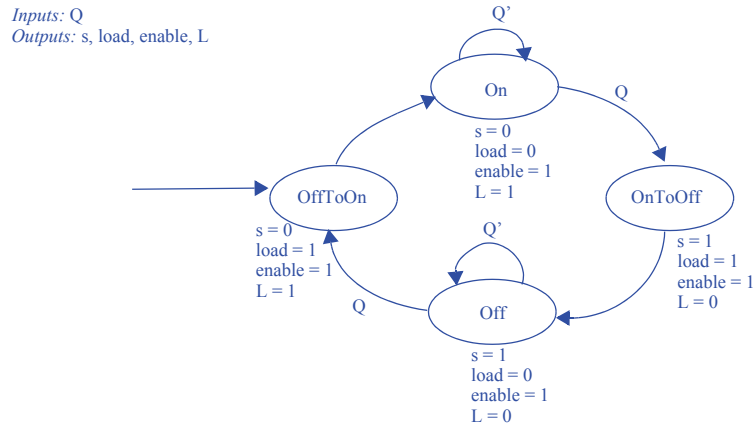 Inputs: Q
Outputs: s, load, enable, L
Q’
On
s = 0
load = 0
enable = 1
L = 1
Q
OffToOn
s = 0
load = 1
enable = 1
L = 1
OnToOff
s = 1
load = 1
enable = 1
L = 0
Q’
Off
Q
s = 1
load = 0
enable = 1
L = 0